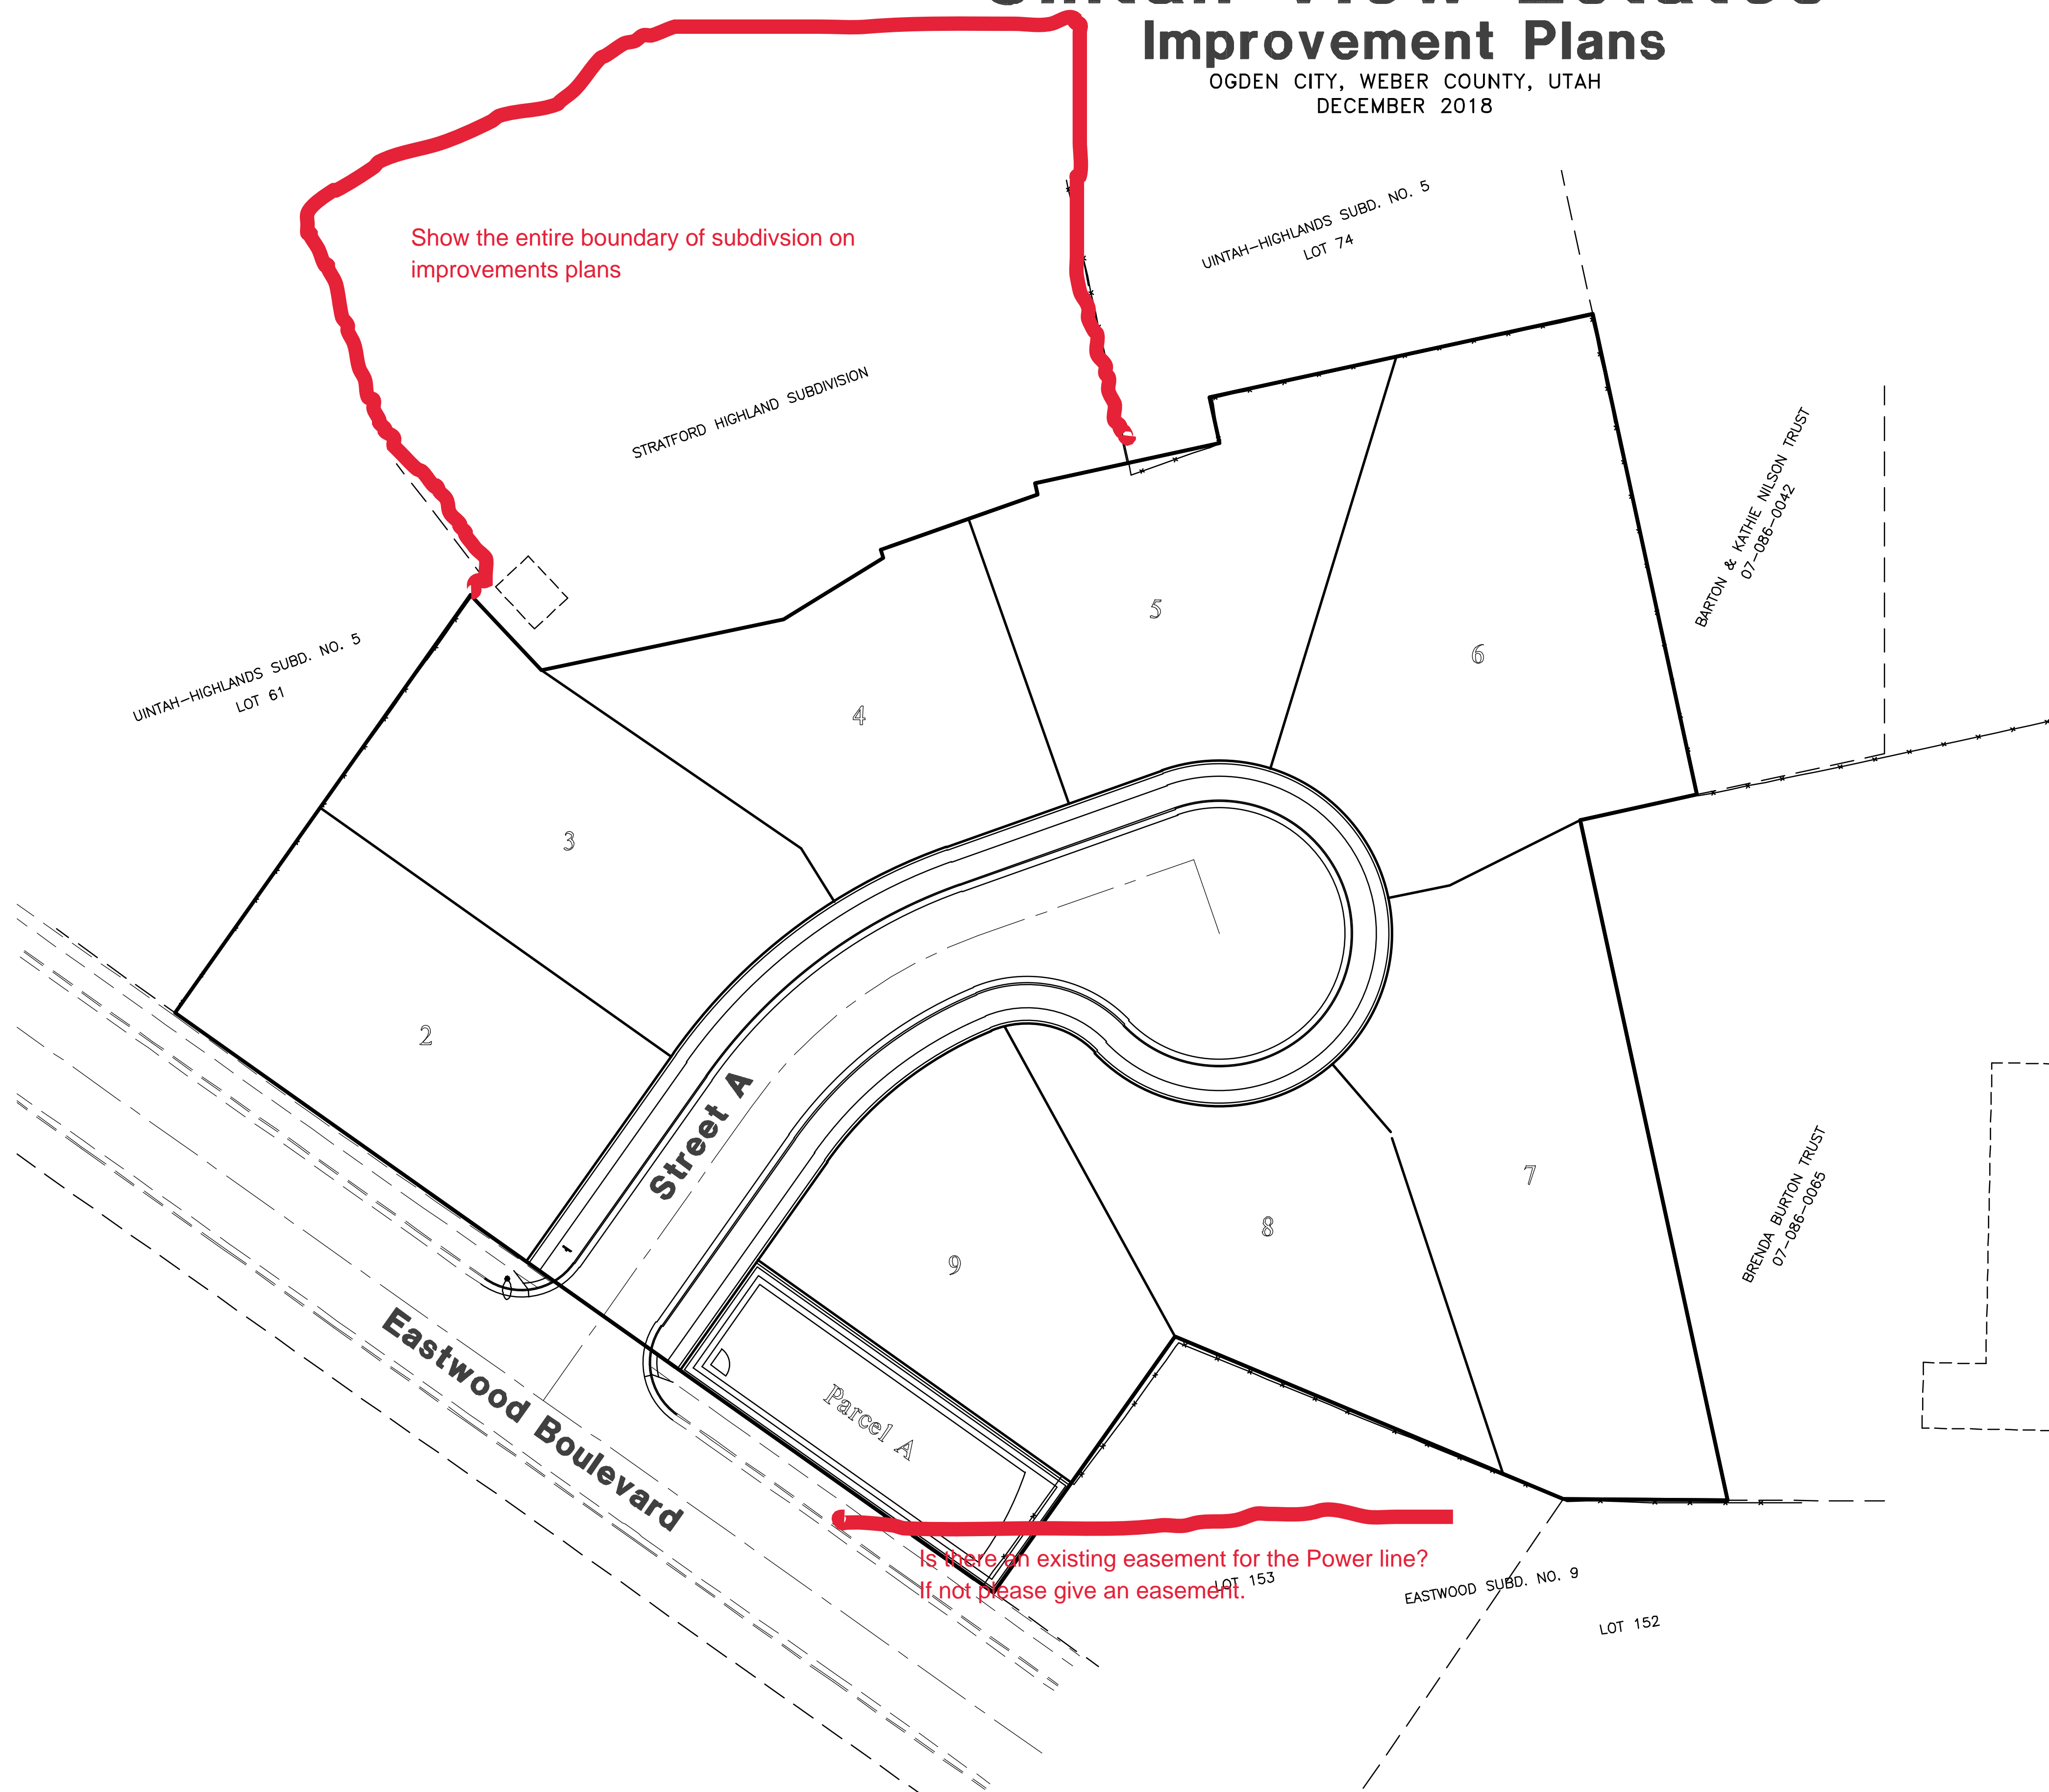 Improvement Plans
OGDEN CITY, WEBER COUNTY, UTAH
DECEMBER 2018
UINTAH-HIGHLANDS SUBD. NO. 5
LOT 74
Show the entire boundary of subdivsion on
improvements plans
STRATFORD HIGHLAND SUBDIVISION
BARTON & KATHIE NILSON TRUST
07-086-0042
UINTAH-HIGHLANDS SUBD. NO. 5
LOT 61
5
6
4
3
2
Street A
7
8
9
BRENDA BURTON TRUST
07-086-0065
Eastwood Boulevard
Parcel A
Is there an existing easement for the Power line?
If not please give an easement.
LOT 153
EASTWOOD SUBD. NO. 9
LOT 152